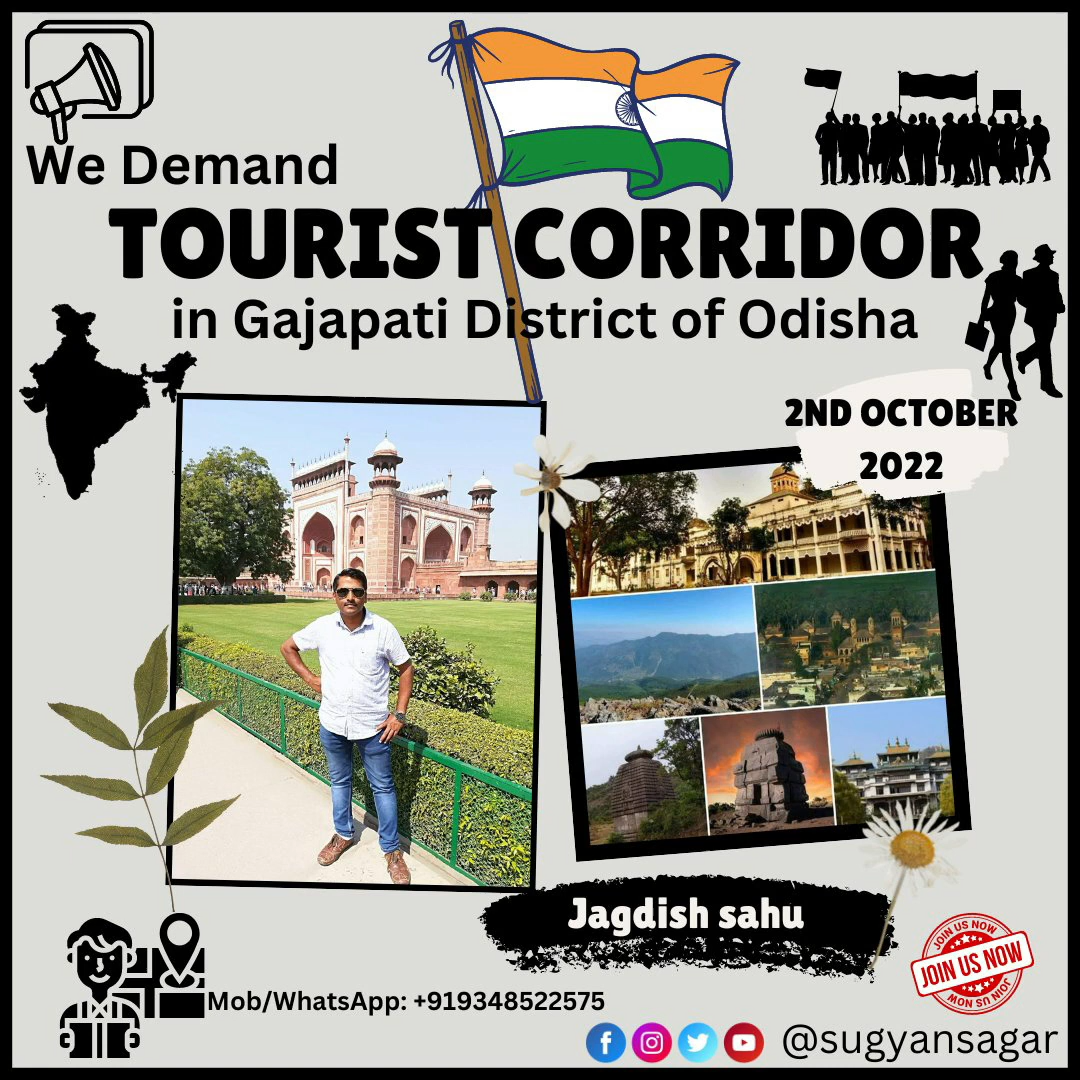 We Demand
TOURIST CORRIDOR
in Gajapati District of Odisha
2ND OCTOBER
2022
Jagdish sahu
JOIN US NOW
JOIN US NOW
JOIN US NOW
Mob/WhatsApp: +919348522575
@sugyansagar